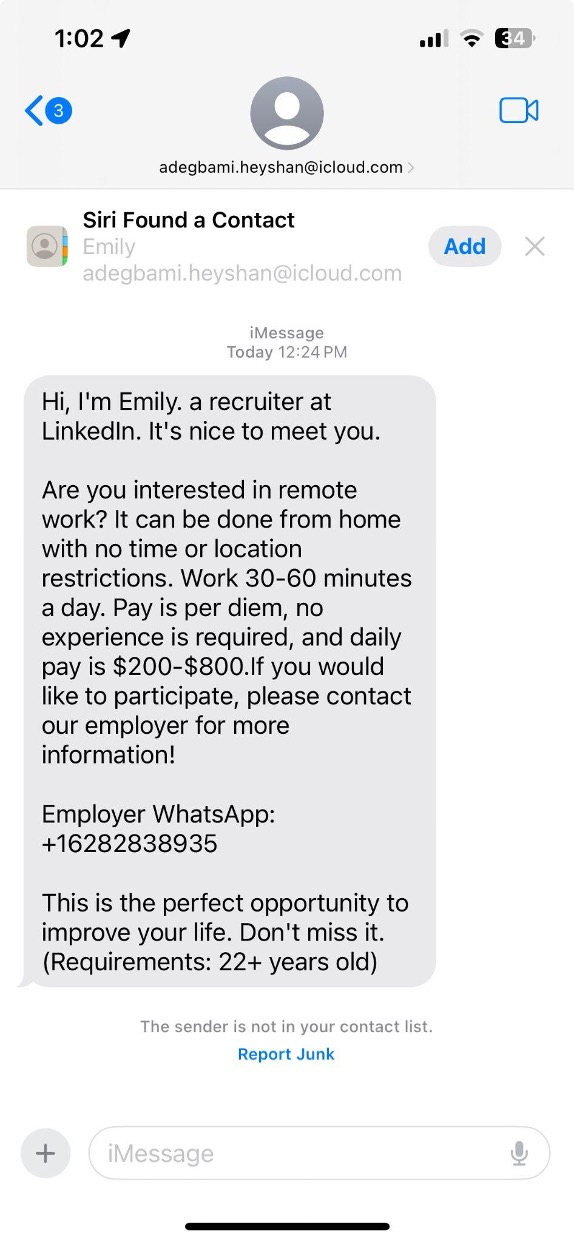 1:02
34
3
adegbami.heyshan@icloud.com
Siri Found a Contact
Emily
adegbami.heyshan@icloud.com
Add
iMessage
Today 12:24 PM
Hi, I'm Emily. a recruiter at
LinkedIn. It's nice to meet you.
Are you interested in remote
work? It can be done from home
with no time or location
restrictions. Work 30-60 minutes
a day. Pay is per diem, no
experience is required, and daily
pay is $200-$800.If you would
like to participate, please contact
our employer for more
information!
Employer WhatsApp:
+16282838935
This is the perfect opportunity to
improve your life. Don't miss it.
(Requirements: 22+ years old)
The sender is not in your contact list.
Report Junk
iMessage